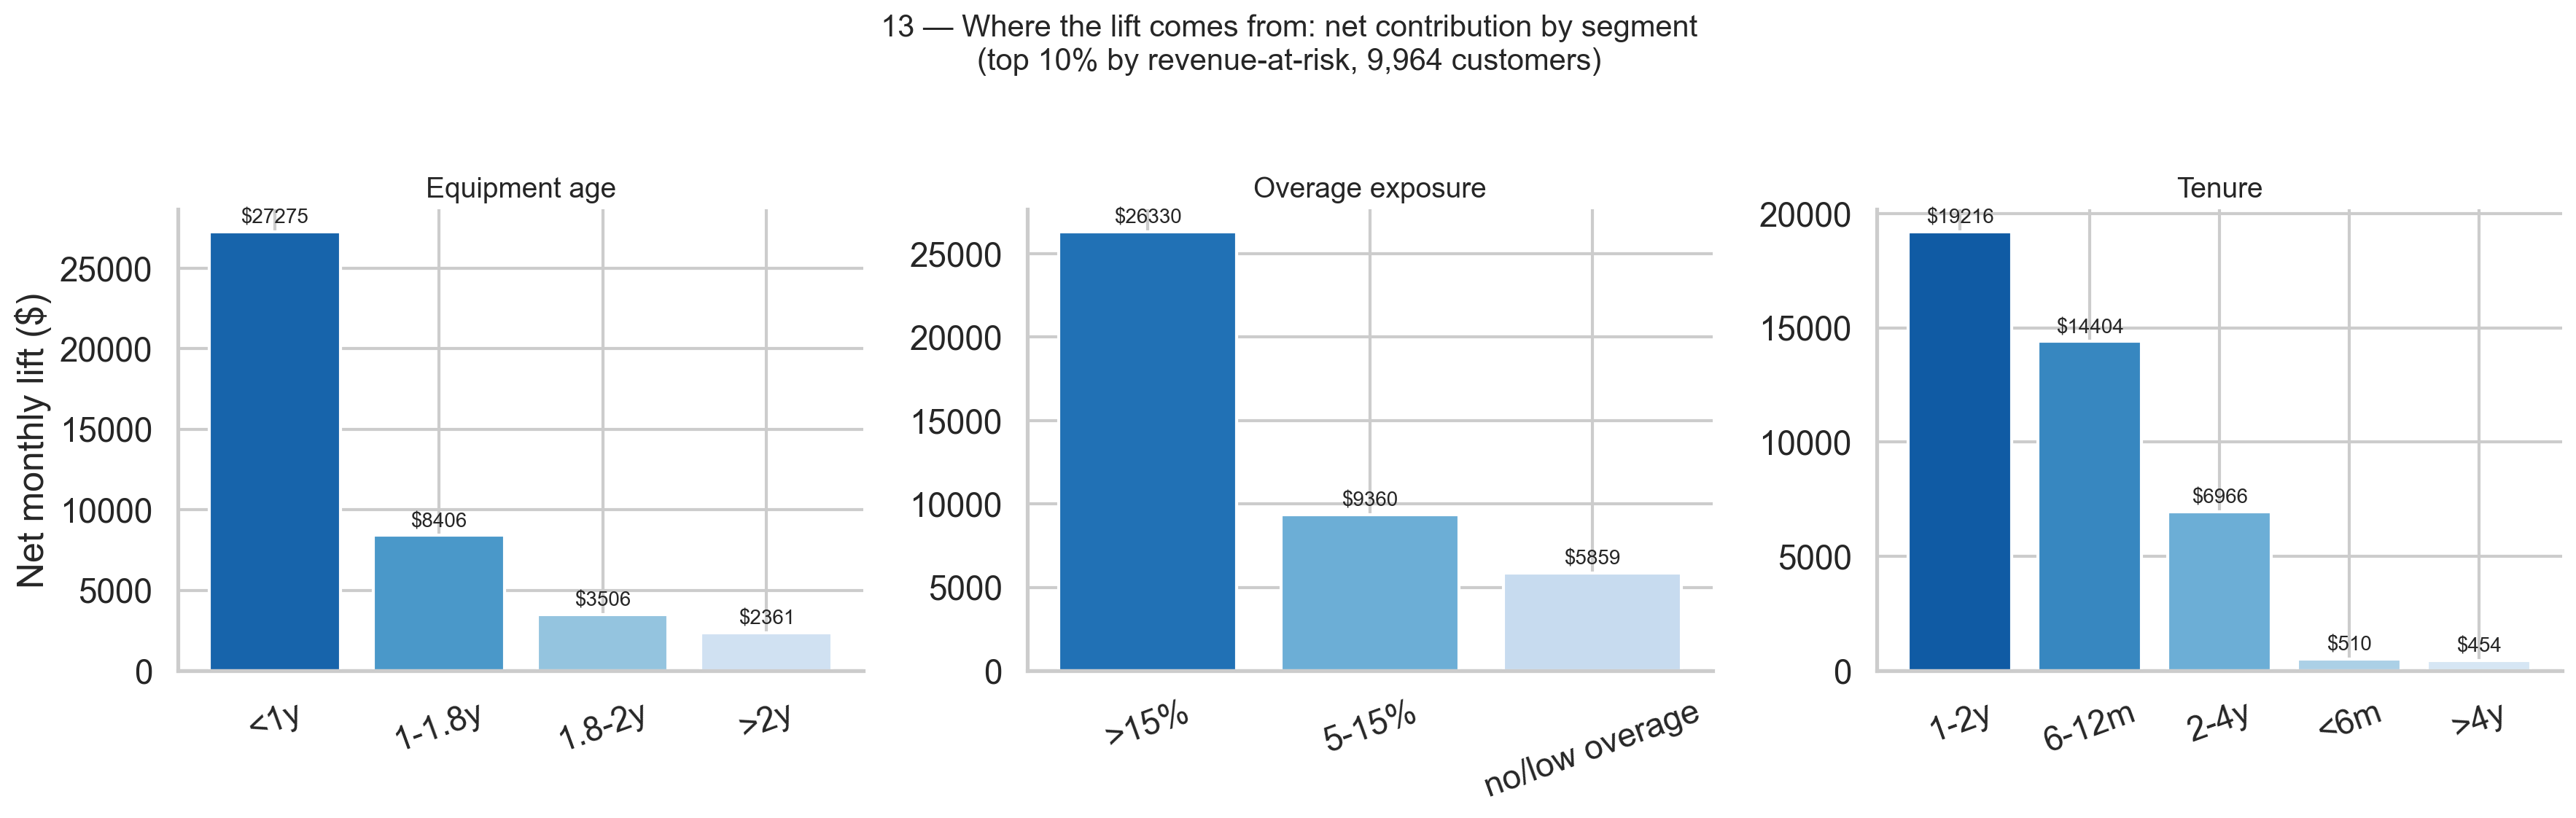 13 — Where the lift comes from: net contribution by segment
(top 10% by revenue-at-risk, 9,964 customers)
Equipment age
Net monthly lift ($)
25000
20000
15000
10000
5000
0
$27275
$8406
$3506
$2361
<1y
1-1.8y
1.8-2y
>2y
Overage exposure
25000
20000
15000
10000
5000
0
$26330
$9360
$5859
>15%
5-15%
no/low overage
Tenure
20000
15000
10000
5000
0
$19216
$14404
$6966
$510
$454
1-2y
6-12m
2-4y
<6m
>4y